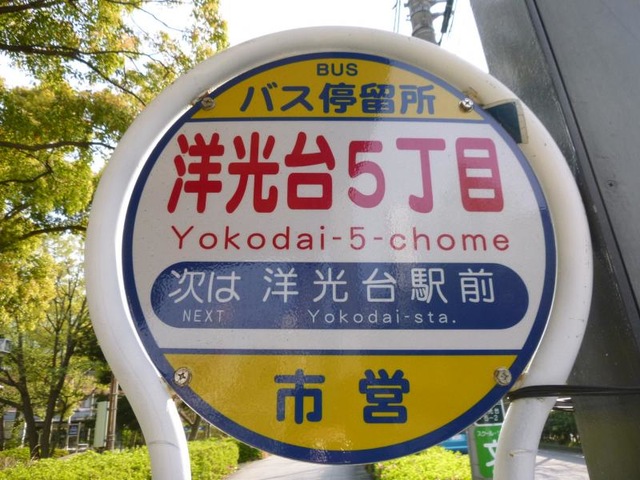 BUS
バス停留所
洋光台5丁目
Yokodai-5-chome
次は 洋光台駅前
NEXT Yokodai-sta.
市営